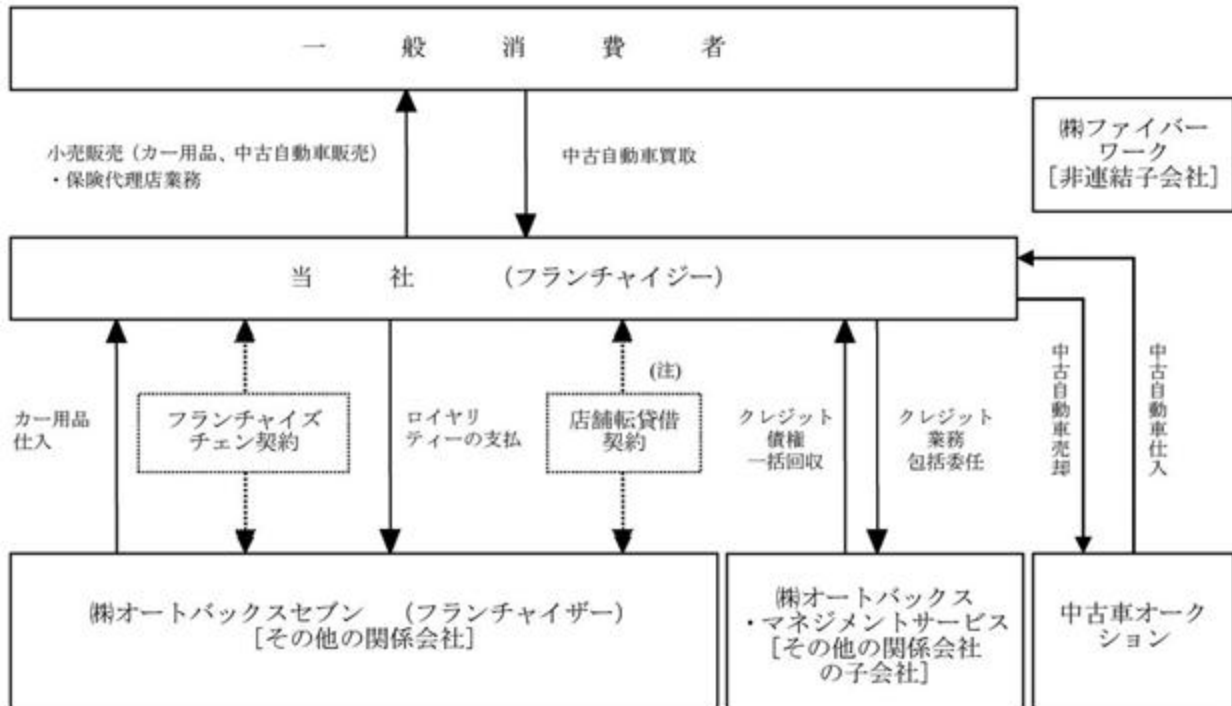 一般消費者
㈱ファイバー
ワーク
[非連結子会社]
小売販売（カー用品、中古自動車販売）
・保険代理店業務
中古自動車買取
当社　（フランチャイジー）
カー用品
仕入
フランチャイズ
チェン契約
ロイヤリ
ティーの支払
(注)
店舗転貸借
契約
クレジット
債権
一括回収
クレジット
業務
包括委任
中古自動車売却
中古自動車仕入
㈱オートバックスセブン　（フランチャイザー）
[その他の関係会社]
㈱オートバックス
・マネジメントサービス
[その他の関係会社
の子会社]
中古車オーク
ション